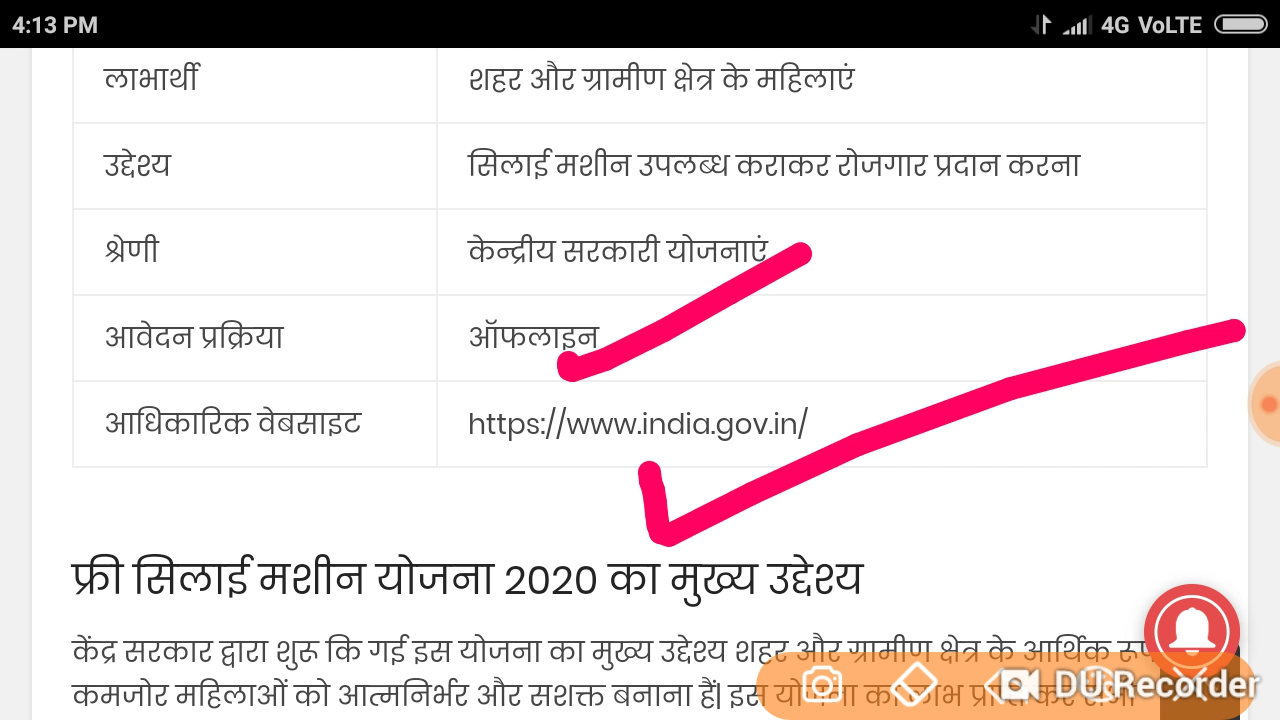 4:13 PM 4G VoLTE
लाभार्थी शहर और ग्रामीण क्षेत्र के महिलाएं
उद्देश्य सिलाई मशीन उपलब्ध कराकर रोजगार प्रदान करना
श्रेणी केन्द्रीय सरकारी योजनाएं
आवेदन प्रक्रिया ऑफलाइन
आधिकारिक वेबसाइट https://www.india.gov.in/
फ्री सिलाई मशीन योजना 2020 का मुख्य उद्देश्य
केंद्र सरकार द्वारा शुरू कि गई इस योजना का मुख्य उद्देश्य शहर और ग्रामीण क्षेत्र के आर्थिक रूप
कमजोर महिलाओं को आत्मनिर्भर और सशक्त बनाना हैं| इस योजना का लाभ प्राप्त कर
DU Recorder